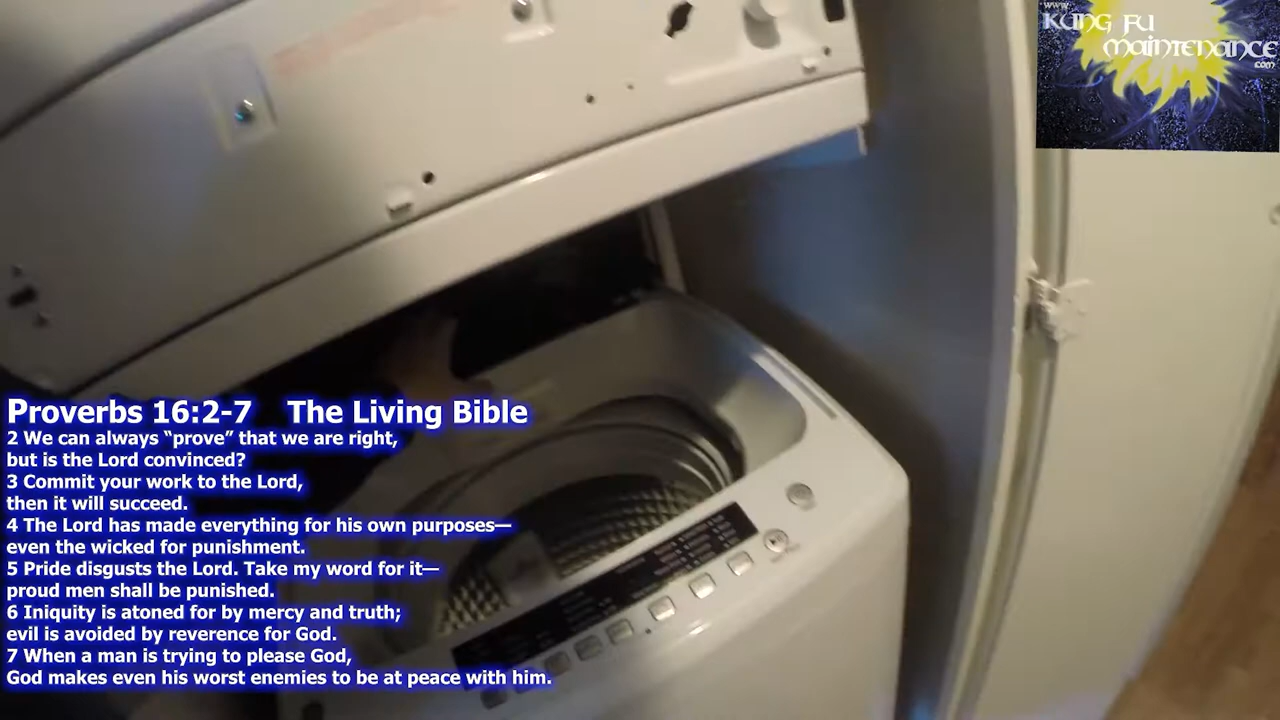 www.
KUNG FU
MAINTENANCE
.com
Proverbs 16:2-7 The Living Bible
2 We can always “prove” that we are right,
but is the Lord convinced?
3 Commit your work to the Lord,
then it will succeed.
4 The Lord has made everything for his own purposes—
even the wicked for punishment.
5 Pride disgusts the Lord. Take my word for it—
proud men shall be punished.
6 Iniquity is atoned for by mercy and truth;
evil is avoided by reverence for God.
7 When a man is trying to please God,
God makes even his worst enemies to be at peace with him.